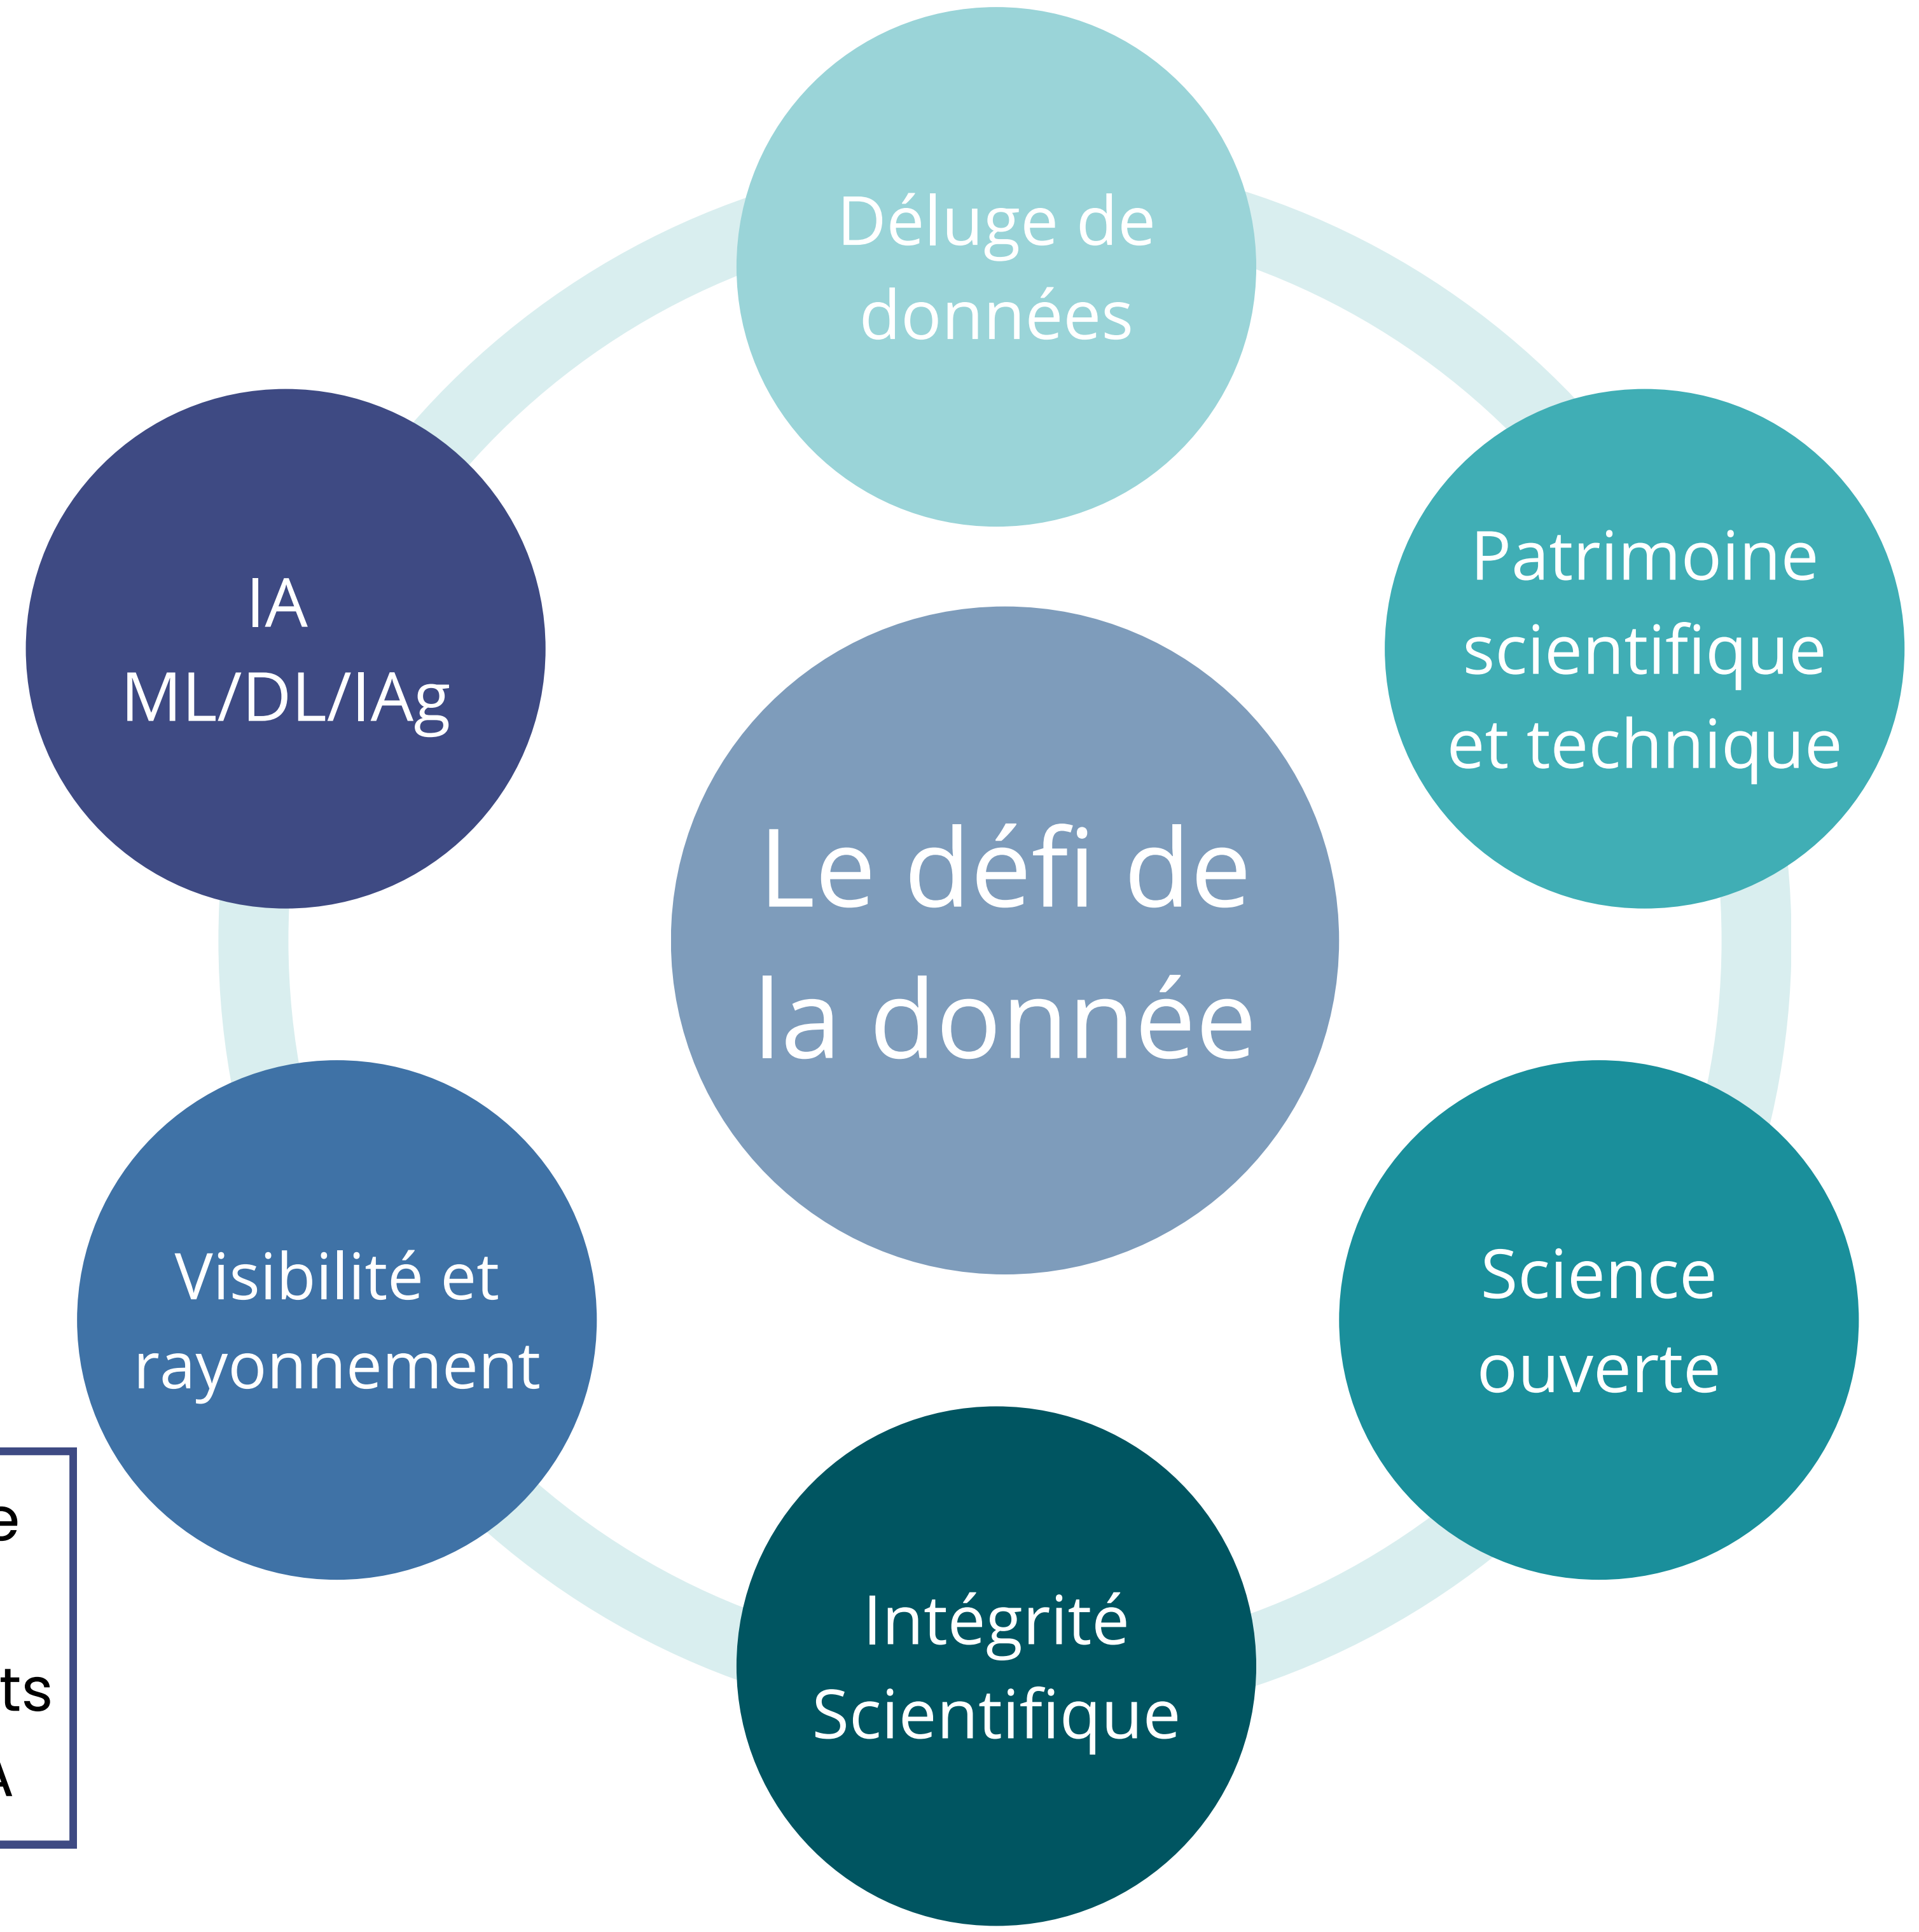 Déluge de
données
Patrimoine
scientifique
et technique
IA
ML/DL/IAg
Le défi de
la donnée
Science
ouverte
Visibilité et
rayonnement
Intégrité
Scientifique